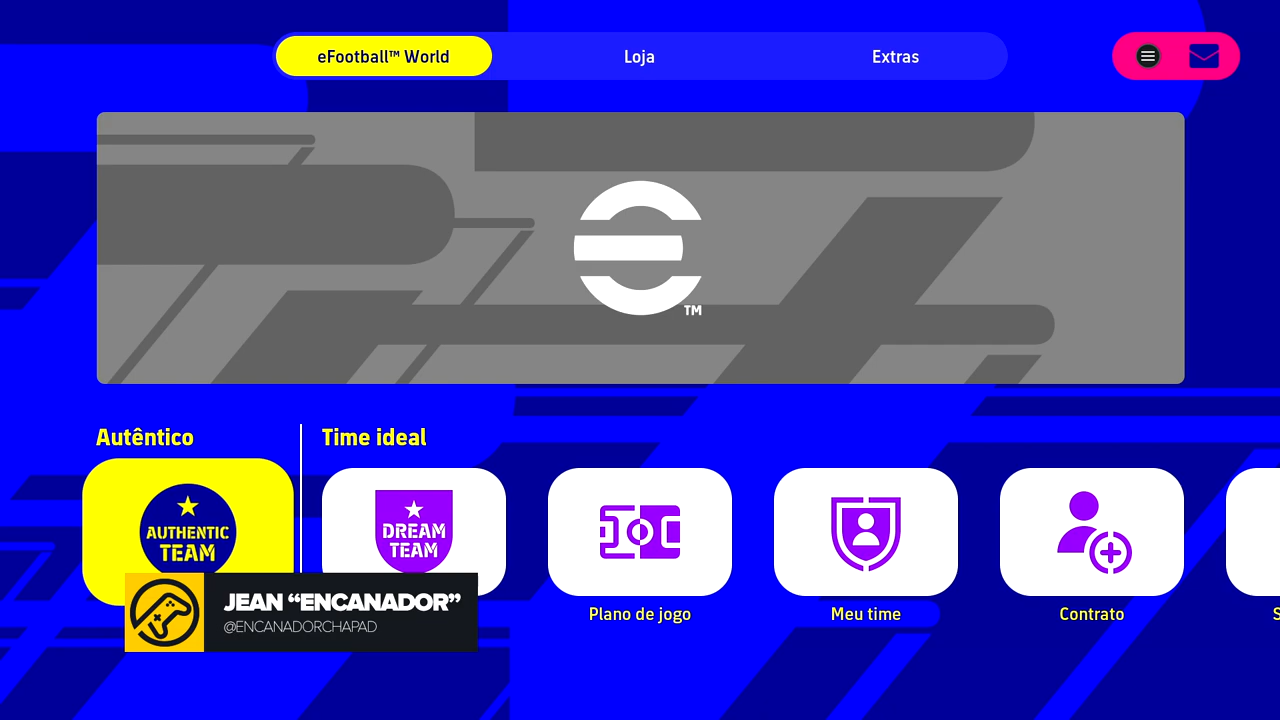 eFootball™ World
Loja
Extras
TM
Autêntico
Time ideal
AUTHENTIC
TEAM
DREAM
TEAM
Plano de jogo
Meu time
Contrato
S
JEAN “ENCANADOR”
@ENCANADORCHAPAD